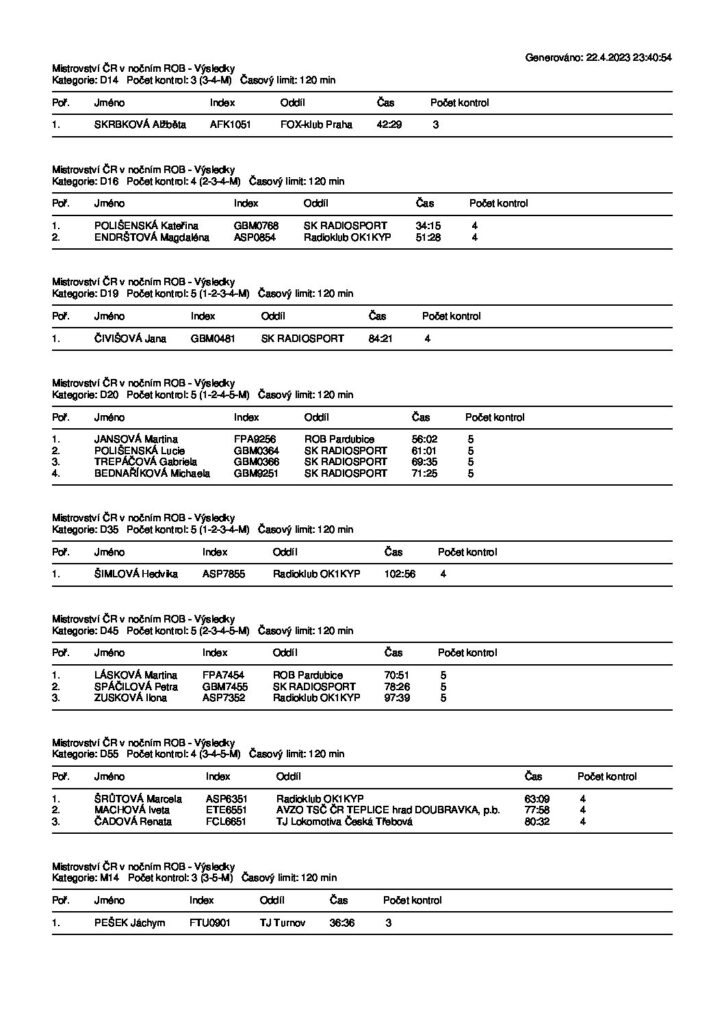 Generováno: 22.4.2023 23:40:54
Mistrovství ČR v nočním ROB - Výsledky
Kategorie: D14 Počet kontrol: 3 (3-4-M) Časový limit: 120 min
Poř. Jméno Index Oddíl Čas Počet kontrol
1. SKRBKOVÁ Alžběta AFK1051 FOX-klub Praha 42:29 3
Mistrovství ČR v nočním ROB - Výsledky
Kategorie: D16 Počet kontrol: 4 (2-3-4-M) Časový limit: 120 min
Poř. Jméno Index Oddíl Čas Počet kontrol
1. POLIŠENSKÁ Kateřina GBM0768 SK RADIOSPORT 34:15 4
2. ENDRŠTOVÁ Magdaléna ASP0854 Radioklub OK1KYP 51:28 4
Mistrovství ČR v nočním ROB - Výsledky
Kategorie: D19 Počet kontrol: 5 (1-2-3-4-M) Časový limit: 120 min
Poř. Jméno Index Oddíl Čas Počet kontrol
1. ČIVIŠOVÁ Jana GBM0481 SK RADIOSPORT 84:21 4
Mistrovství ČR v nočním ROB - Výsledky
Kategorie: D20 Počet kontrol: 5 (1-2-4-5-M) Časový limit: 120 min
Poř. Jméno Index Oddíl Čas Počet kontrol
1. JANSOVÁ Martina FPA9256 ROB Pardubice 56:02 5
2. POLIŠENSKÁ Lucie GBM0364 SK RADIOSPORT 61:01 5
3. TREPÁČOVÁ Gabriela GBM0366 SK RADIOSPORT 69:35 5
4. BEDNAŘÍKOVÁ Michaela GBM9251 SK RADIOSPORT 71:25 5
Mistrovství ČR v nočním ROB - Výsledky
Kategorie: D35 Počet kontrol: 5 (1-2-3-4-M) Časový limit: 120 min
Poř. Jméno Index Oddíl Čas Počet kontrol
1. ŠIMLOVÁ Hedvika ASP7855 Radioklub OK1KYP 102:56 4
Mistrovství ČR v nočním ROB - Výsledky
Kategorie: D45 Počet kontrol: 5 (2-3-4-5-M) Časový limit: 120 min
Poř. Jméno Index Oddíl Čas Počet kontrol
1. LÁSKOVÁ Martina FPA7454 ROB Pardubice 70:51 5
2. SPÁČILOVÁ Petra GBM7455 SK RADIOSPORT 78:26 5
3. ZUSKOVÁ Ilona ASP7352 Radioklub OK1KYP 97:39 5
Mistrovství ČR v nočním ROB - Výsledky
Kategorie: D55 Počet kontrol: 4 (3-4-5-M) Časový limit: 120 min
Poř. Jméno Index Oddíl Čas Počet kontrol
1. ŠRŮTOVÁ Marcela ASP6351 Radioklub OK1KYP 63:09 4
2. MACHOVÁ Iveta ETE6551 AVZO TSČ ČR TEPLICE hrad DOUBRAVKA, p.b. 77:58 4
3. ČADOVÁ Renata FCL6651 TJ Lokomotiva Česká Třebová 80:32 4
Mistrovství ČR v nočním ROB - Výsledky
Kategorie: M14 Počet kontrol: 3 (3-5-M) Časový limit: 120 min
Poř. Jméno Index Oddíl Čas Počet kontrol
1. PEŠEK Jáchym FTU0901 TJ Turnov 36:36 3